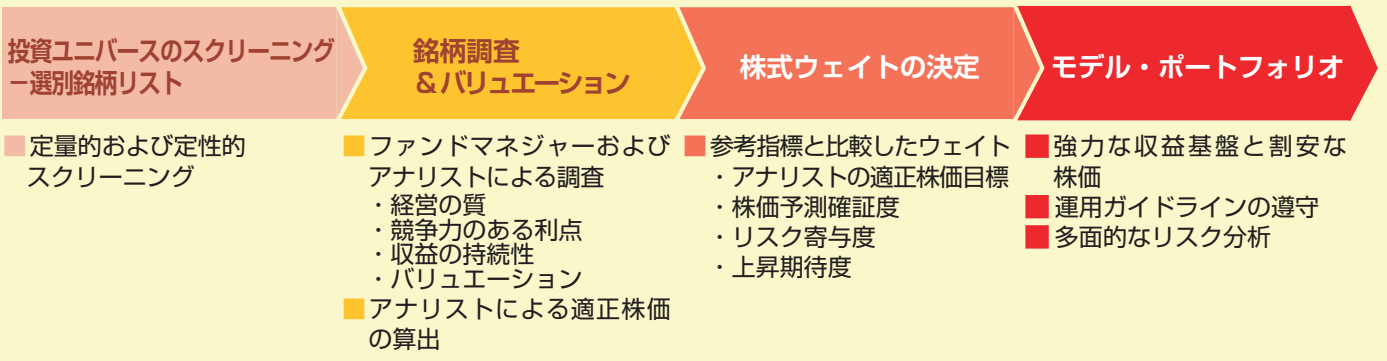 投資ユニバースのスクリーニング
－選別銘柄リスト
銘柄調査
＆バリュエーション
株式ウェイトの決定
モデル・ポートフォリオ
■定量的および定性的
スクリーニング
■ファンドマネジャーおよび
アナリストによる調査
・経営の質
・競争力のある利点
・収益の持続性
・バリュエーション
■アナリストによる適正株価
の算出
■参考指標と比較したウェイト
・アナリストの適正株価目標
・株価予測確証度
・リスク寄与度
・上昇期待度
■強力な収益基盤と割安な
株価
■運用ガイドラインの遵守
■多面的なリスク分析